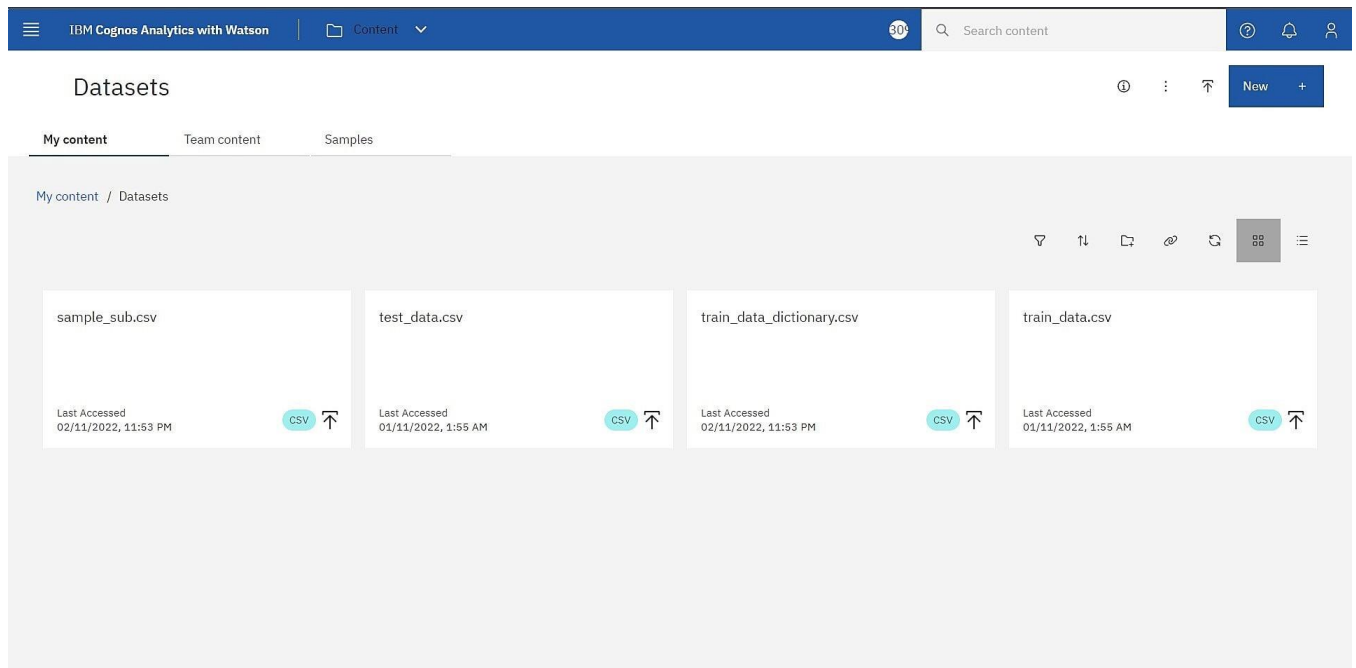 IBM Cognos Analytics with Watson
Content
30
Search content
Datasets
New +
My content
Team content
Samples
My content / Datasets
sample_sub.csv
Last Accessed
02/11/2022, 11:53 PM
CSV
test_data.csv
Last Accessed
01/11/2022, 1:55 AM
CSV
train_data_dictionary.csv
Last Accessed
02/11/2022, 11:53 PM
CSV
train_data.csv
Last Accessed
01/11/2022, 1:55 AM
CSV